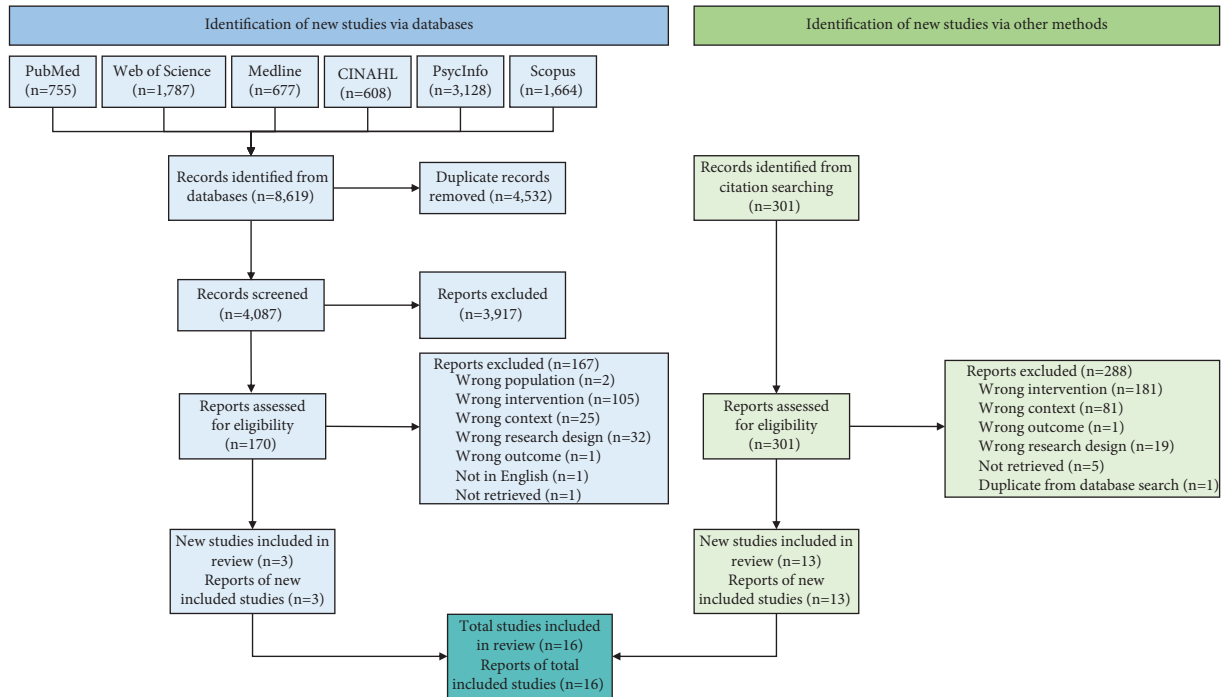 Identification of new studies via databases
Identification of new studies via other methods
PubMed
(n=755)
Web of Science
(n=1,787)
Medline
(n=677)
CINAHL
(n=608)
PsycInfo
(n=3,128)
Scopus
(n=1,664)
Records identified from
databases (n=8,619)
Duplicate records
removed (n=4,532)
Records identified from
citation searching
(n=301)
Records screened
(n=4,087)
Reports excluded
(n=3,917)
Reports assessed
for eligibility
(n=170)
Reports excluded (n=167)
Wrong population (n=2)
Wrong intervention (n=105)
Wrong context (n=25)
Wrong research design (n=32)
Wrong outcome (n=1)
Not in English (n=1)
Not retrieved (n=1)
Reports assessed
for eligibility
(n=301)
Reports excluded (n=288)
Wrong intervention (n=181)
Wrong context (n=81)
Wrong outcome (n=1)
Wrong research design (n=19)
Not retrieved (n=5)
Duplicate from database search (n=1)
New studies included in
review (n=3)
Reports of new
included studies (n=3)
New studies included in
review (n=13)
Reports of new
included studies (n=13)
Total studies included
in review (n=16)
Reports of total
included studies (n=16)